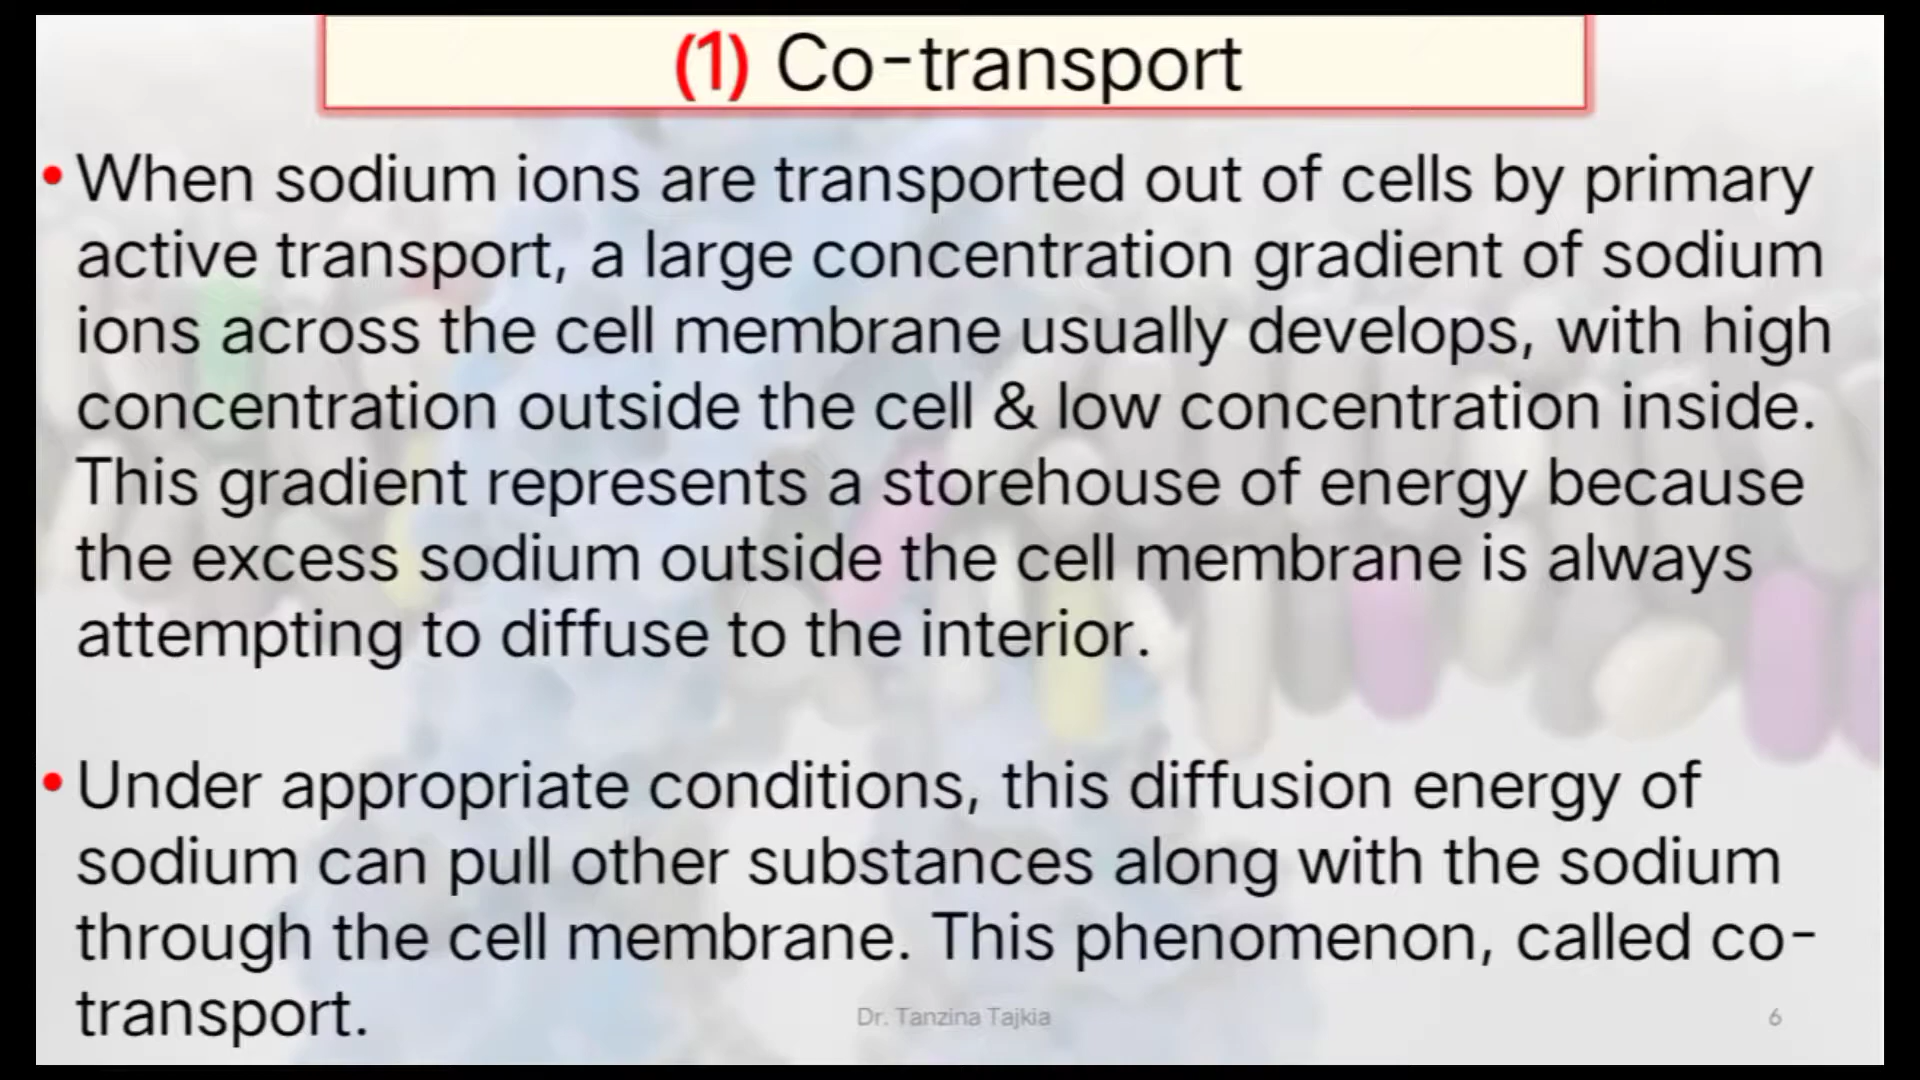 (1) Co-transport
• When sodium ions are transported out of cells by primary
active transport, a large concentration gradient of sodium
ions across the cell membrane usually develops, with high
concentration outside the cell & low concentration inside.
This gradient represents a storehouse of energy because
the excess sodium outside the cell membrane is always
attempting to diffuse to the interior.
• Under appropriate conditions, this diffusion energy of
sodium can pull other substances along with the sodium
through the cell membrane. This phenomenon, called co-
transport.
Dr. Tanzina Tajkia
6